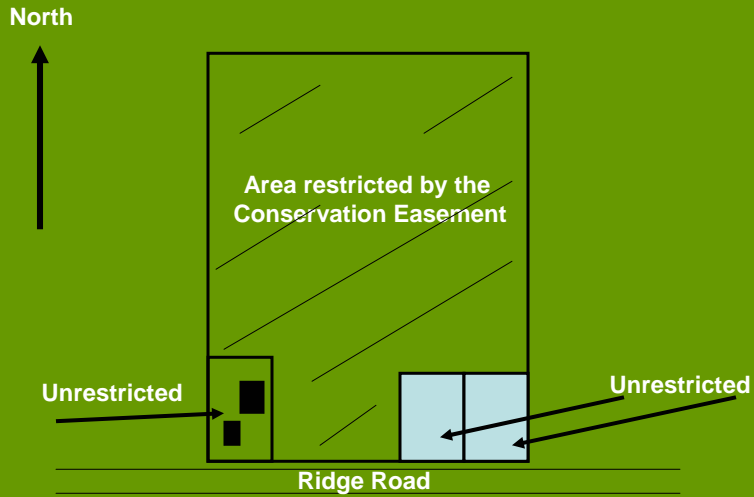 North
Area restricted by the
Conservation Easement
Unrestricted
Unrestricted
Ridge Road